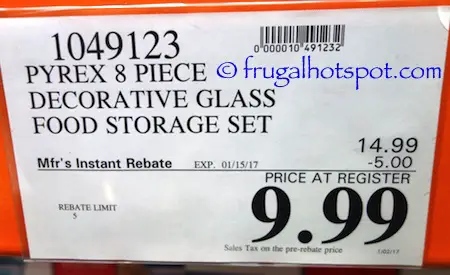 1049123
0000010 491232
PYREX 8 PIECE
© frugalhotspot.com
DECORATIVE GLASS
FOOD STORAGE SET
14.99
Mfr's Instant Rebate EXP. 01/15/17 -5.00
PRICE AT REGISTER
REBATE LIMIT
5
9.99
Sales Tax on the pre-rebate price